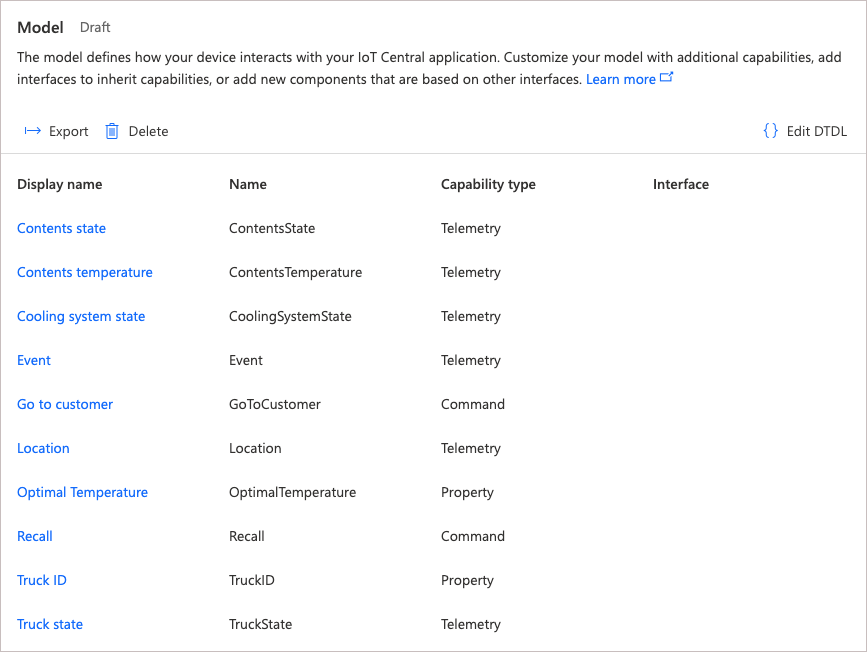 Model Draft
The model defines how your device interacts with your IoT Central application. Customize your model with additional capabilities, add
interfaces to inherit capabilities, or add new components that are based on other interfaces. Learn more
Export Delete {} Edit DTDL
Display name Name Capability type Interface
Contents state ContentsState Telemetry
Contents temperature ContentsTemperature Telemetry
Cooling system state CoolingSystemState Telemetry
Event Event Telemetry
Go to customer GoToCustomer Command
Location Location Telemetry
Optimal Temperature OptimalTemperature Property
Recall Recall Command
Truck ID TruckID Property
Truck state TruckState Telemetry